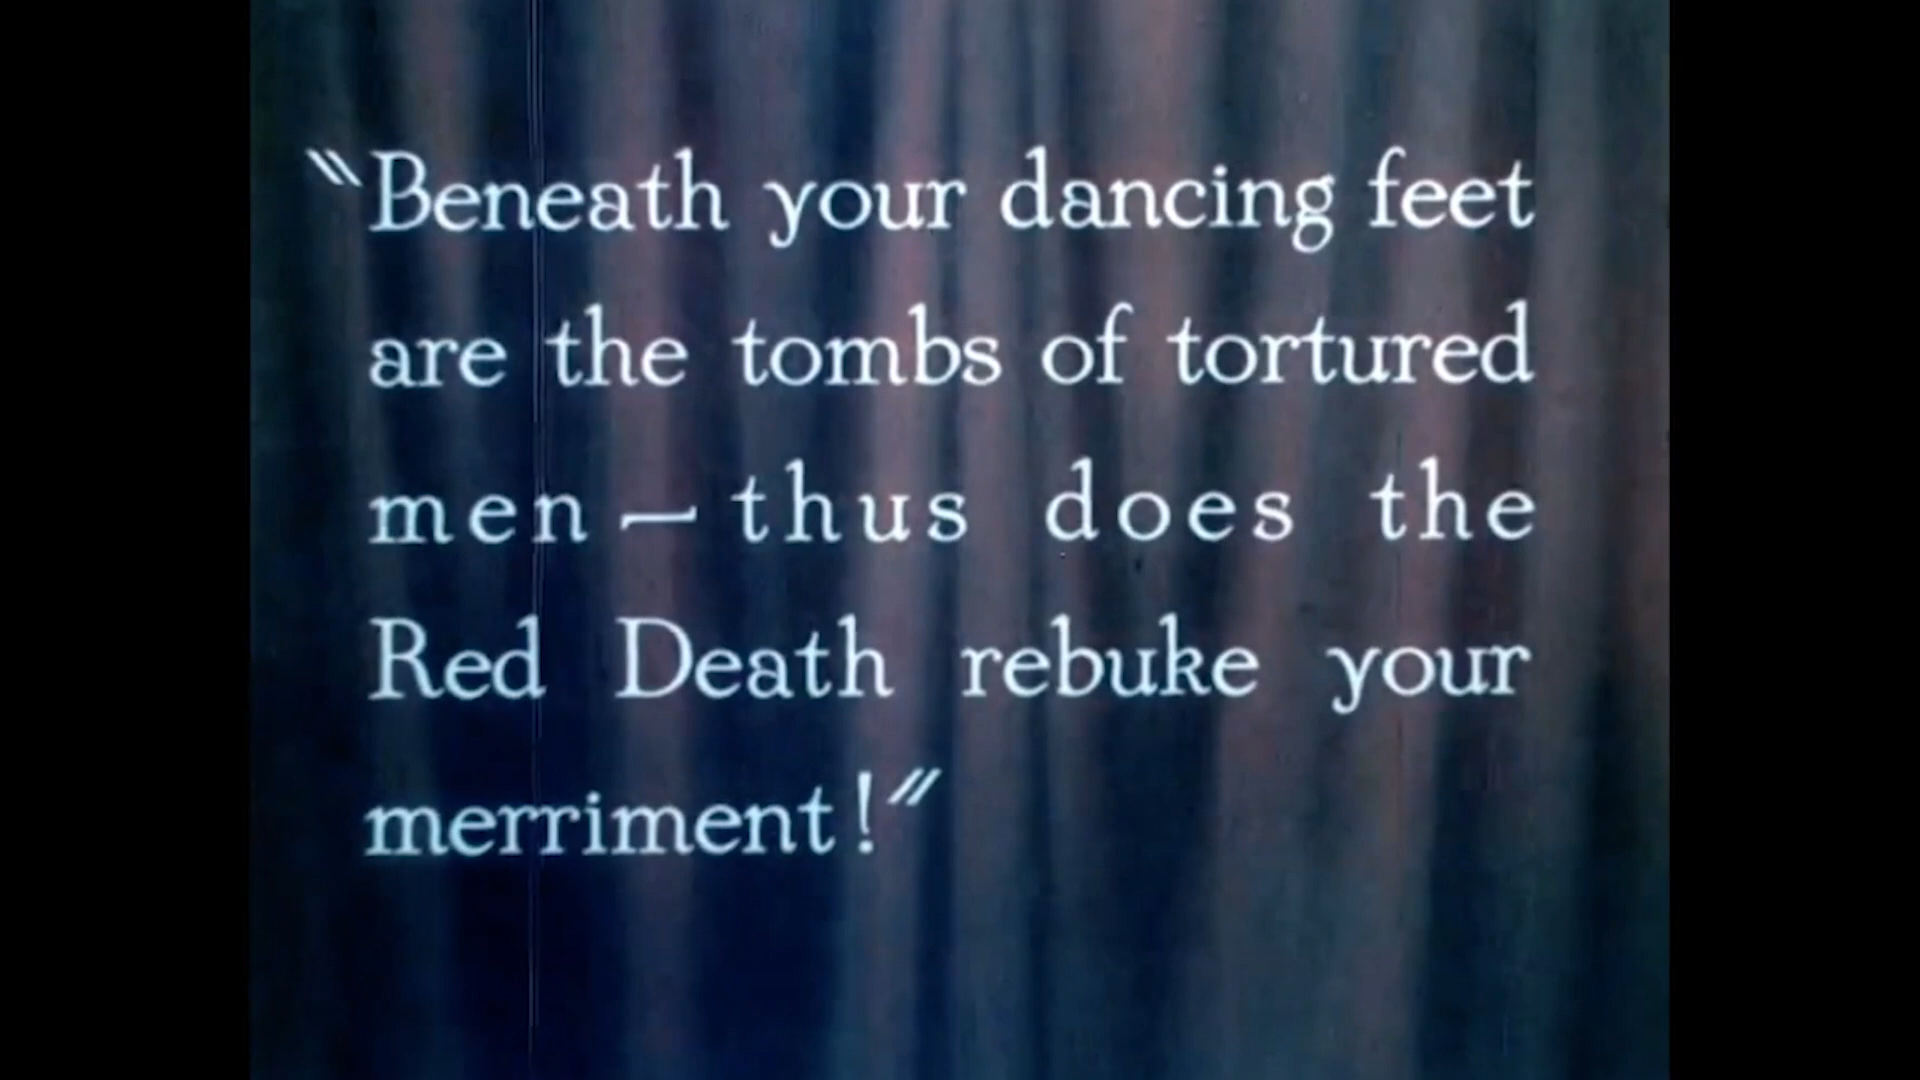 "Beneath your dancing feet
are the tombs of tortured
men — thus does the
Red Death rebuke your
merriment!"